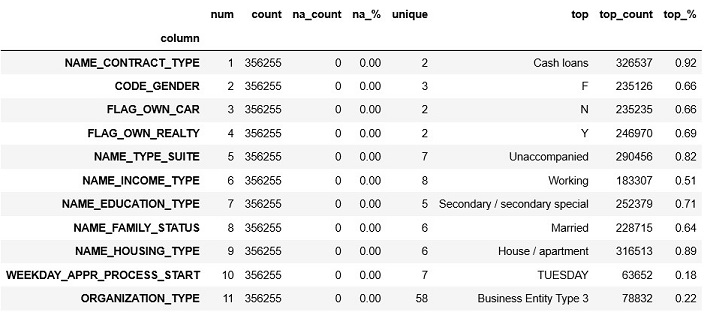 num count na_count na_% unique top top_count top_%
column
NAME_CONTRACT_TYPE 1 356255 0 0.00 2 Cash loans 326537 0.92
CODE_GENDER 2 356255 0 0.00 3 F 235126 0.66
FLAG_OWN_CAR 3 356255 0 0.00 2 N 235235 0.66
FLAG_OWN_REALTY 4 356255 0 0.00 2 Y 246970 0.69
NAME_TYPE_SUITE 5 356255 0 0.00 7 Unaccompanied 290456 0.82
NAME_INCOME_TYPE 6 356255 0 0.00 8 Working 183307 0.51
NAME_EDUCATION_TYPE 7 356255 0 0.00 5 Secondary / secondary special 252379 0.71
NAME_FAMILY_STATUS 8 356255 0 0.00 6 Married 228715 0.64
NAME_HOUSING_TYPE 9 356255 0 0.00 6 House / apartment 316513 0.89
WEEKDAY_APPR_PROCESS_START 10 356255 0 0.00 7 TUESDAY 63652 0.18
ORGANIZATION_TYPE 11 356255 0 0.00 58 Business Entity Type 3 78832 0.22